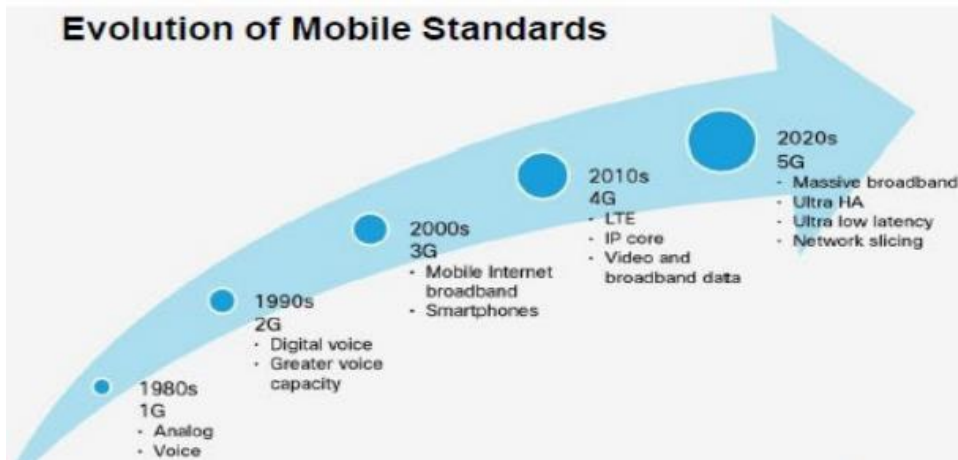 Evolution of Mobile Standards
1980s
1G
· Analog
· Voice
1990s
2G
· Digital voice
· Greater voice
capacity
2000s
3G
· Mobile Internet
broadband
· Smartphones
2010s
4G
· LTE
· IP core
· Video and
broadband data
2020s
5G
· Massive broadband
· Ultra HA
· Ultra low latency
· Network slicing